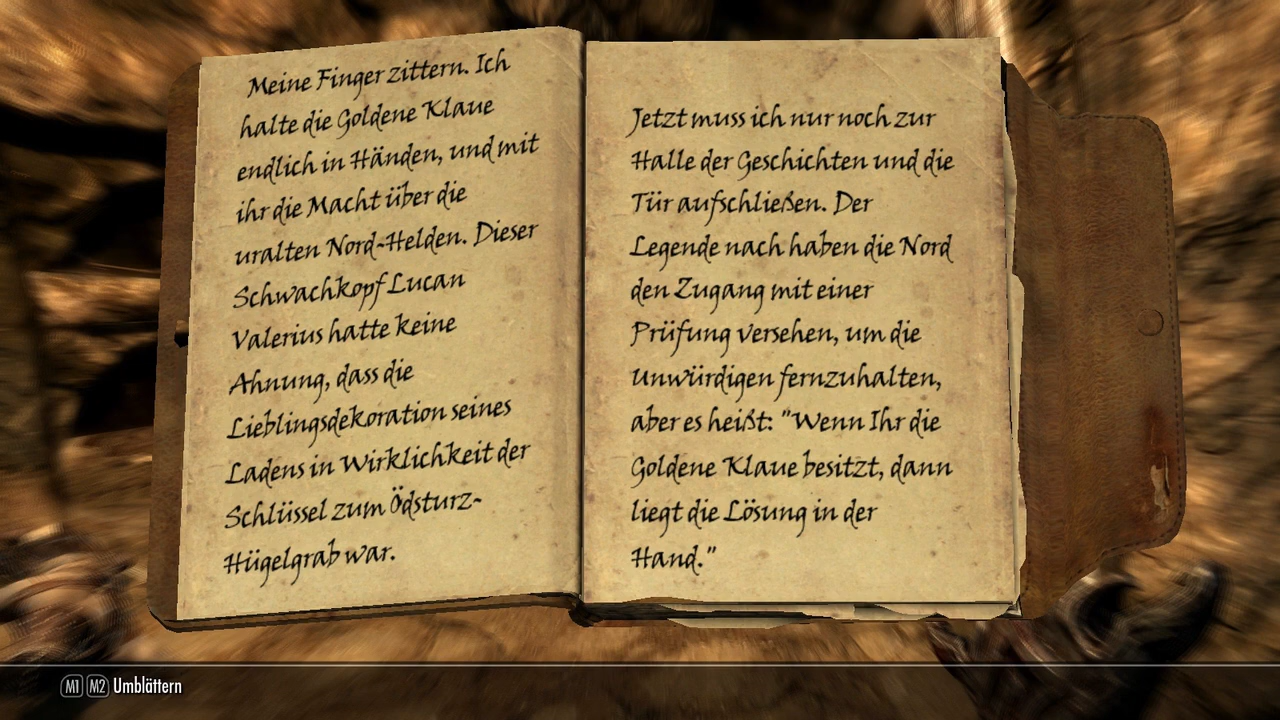 Meine Finger zittern. Ich
halte die Goldene Klaue
endlich in Händen, und mit
ihr die Macht über die
uralten Nord-Helden. Dieser
Schwachkopf Lucan
Valerius hatte keine
Ahnung, dass die
Lieblingsdekoration seines
Ladens in Wirklichkeit der
Schlüssel zum Ödsturz-
Hügelgrab war.
Jetzt muss ich nur noch zur
Halle der Geschichten und die
Tür aufschließen. Der
Legende nach haben die Nord
den Zugang mit einer
Prüfung versehen, um die
Unwürdigen fernzuhalten,
aber es heißt: "Wenn Ihr die
Goldene Klaue besitzt, dann
liegt die Lösung in der
Hand."
M1 M2 Umblättern